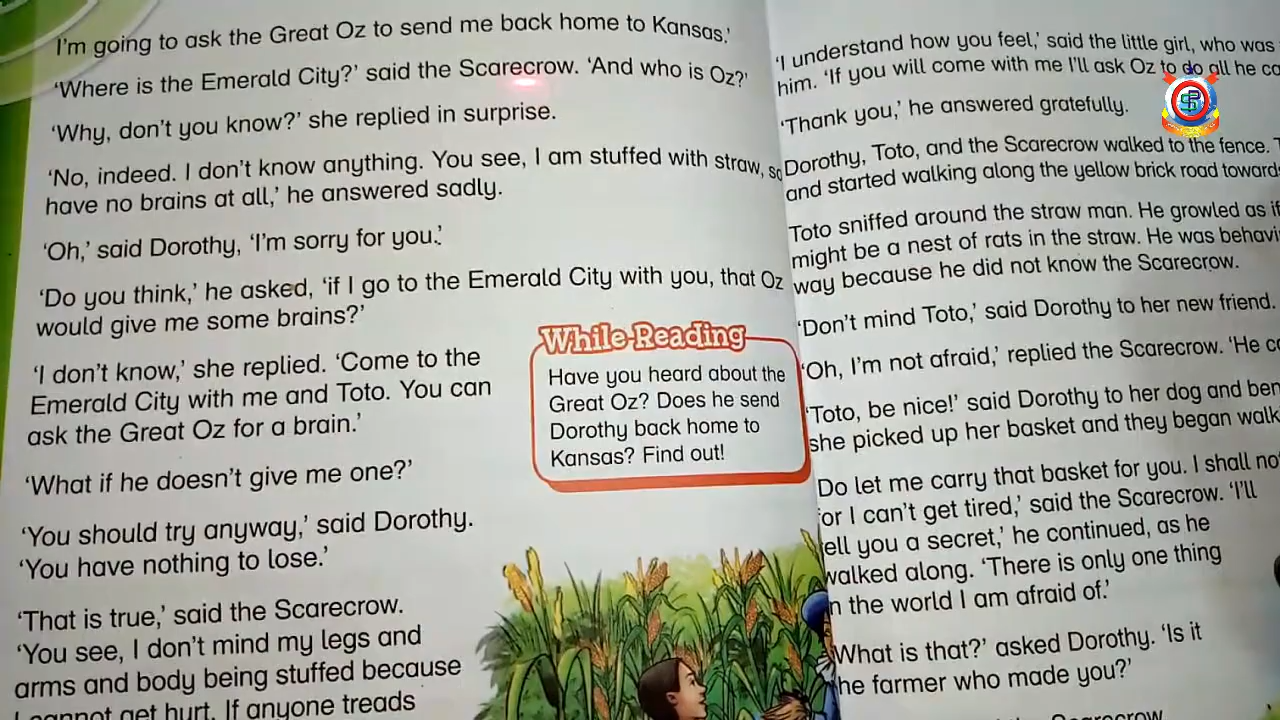 I'm going to ask the Great Oz to send me back home to Kansas.'
'Where is the Emerald City?' said the Scarecrow. 'And who is Oz?'
'Why, don't you know?' she replied in surprise.
'No, indeed. I don't know anything. You see, I am stuffed with straw, so
have no brains at all,' he answered sadly.
'Oh,' said Dorothy, 'I'm sorry for you.'
'Do you think,' he asked, 'if I go to the Emerald City with you, that Oz
would give me some brains?'
'I don't know,' she replied. 'Come to the
Emerald City with me and Toto. You can
ask the Great Oz for a brain.'
'What if he doesn't give me one?'
'You should try anyway,' said Dorothy.
'You have nothing to lose.'
'That is true,' said the Scarecrow.
'You see, I don't mind my legs and
arms and body being stuffed because
I cannot get hurt. If anyone treads
While Reading
Have you heard about the
Great Oz? Does he send
Dorothy back home to
Kansas? Find out!
'I understand how you feel,' said the little girl, who was
him. 'If you will come with me I'll ask Oz to do all he
'Thank you,' he answered gratefully.
Dorothy, Toto, and the Scarecrow walked to the fence.
and started walking along the yellow brick road
Toto sniffed around the straw man. He growled as if
might be a nest of rats in the straw. He was
way because he did not know the Scarecrow.
'Don't mind Toto,' said Dorothy to her new friend.
'Oh, I'm not afraid,' replied the Scarecrow. 'He
'Toto, be nice!' said Dorothy to her dog and
she picked up her basket and they began
Do let me carry that basket for you. I shall
or I can't get tired,' said the Scarecrow. 'I'll
ell you a secret,' he continued, as he
walked along. 'There is only one thing
n the world I am afraid of.'
What is that?' asked Dorothy. 'Is it
he farmer who made you?'
Scarecrow